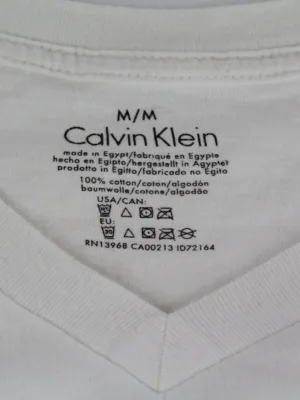 M/M
Calvin Klein
made in Egypt/fabriqué en Egypte
hecho en Egipto/hergestellt in Ägypten
prodotto in Egitto/fabricado no Egito
100% cotton/coton/algodón
baumwolle/cotone/algodão
USA/CAN:
EU:
RN13968 CA00213 ID72164